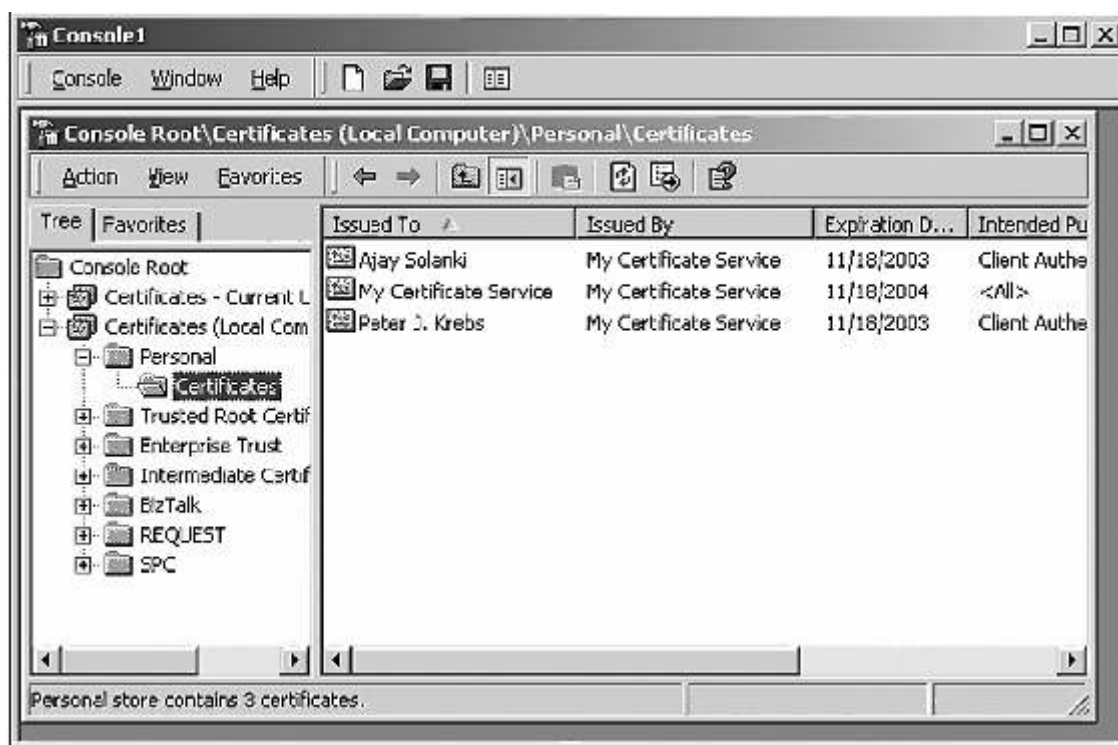 Console1
Console Window Help
Console Root\Certificates (Local Computer)\Personal\Certificates
Action View Favorites
Tree Favorites
Issued To Issued By Expiration D... Intended Pu
Console Root
Certificates - Current U
Certificates (Local Com
Personal
Certificates
Trusted Root Certif
Enterprise Trust
Intermediate Certif
BizTalk
REQUEST
SPC
Ajay Solanki My Certificate Service 11/18/2003 Client Authe
My Certificate Service My Certificate Service 11/18/2004 <All>
Peter J. Krebs My Certificate Service 11/18/2003 Client Authe
Personal store contains 3 certificates.